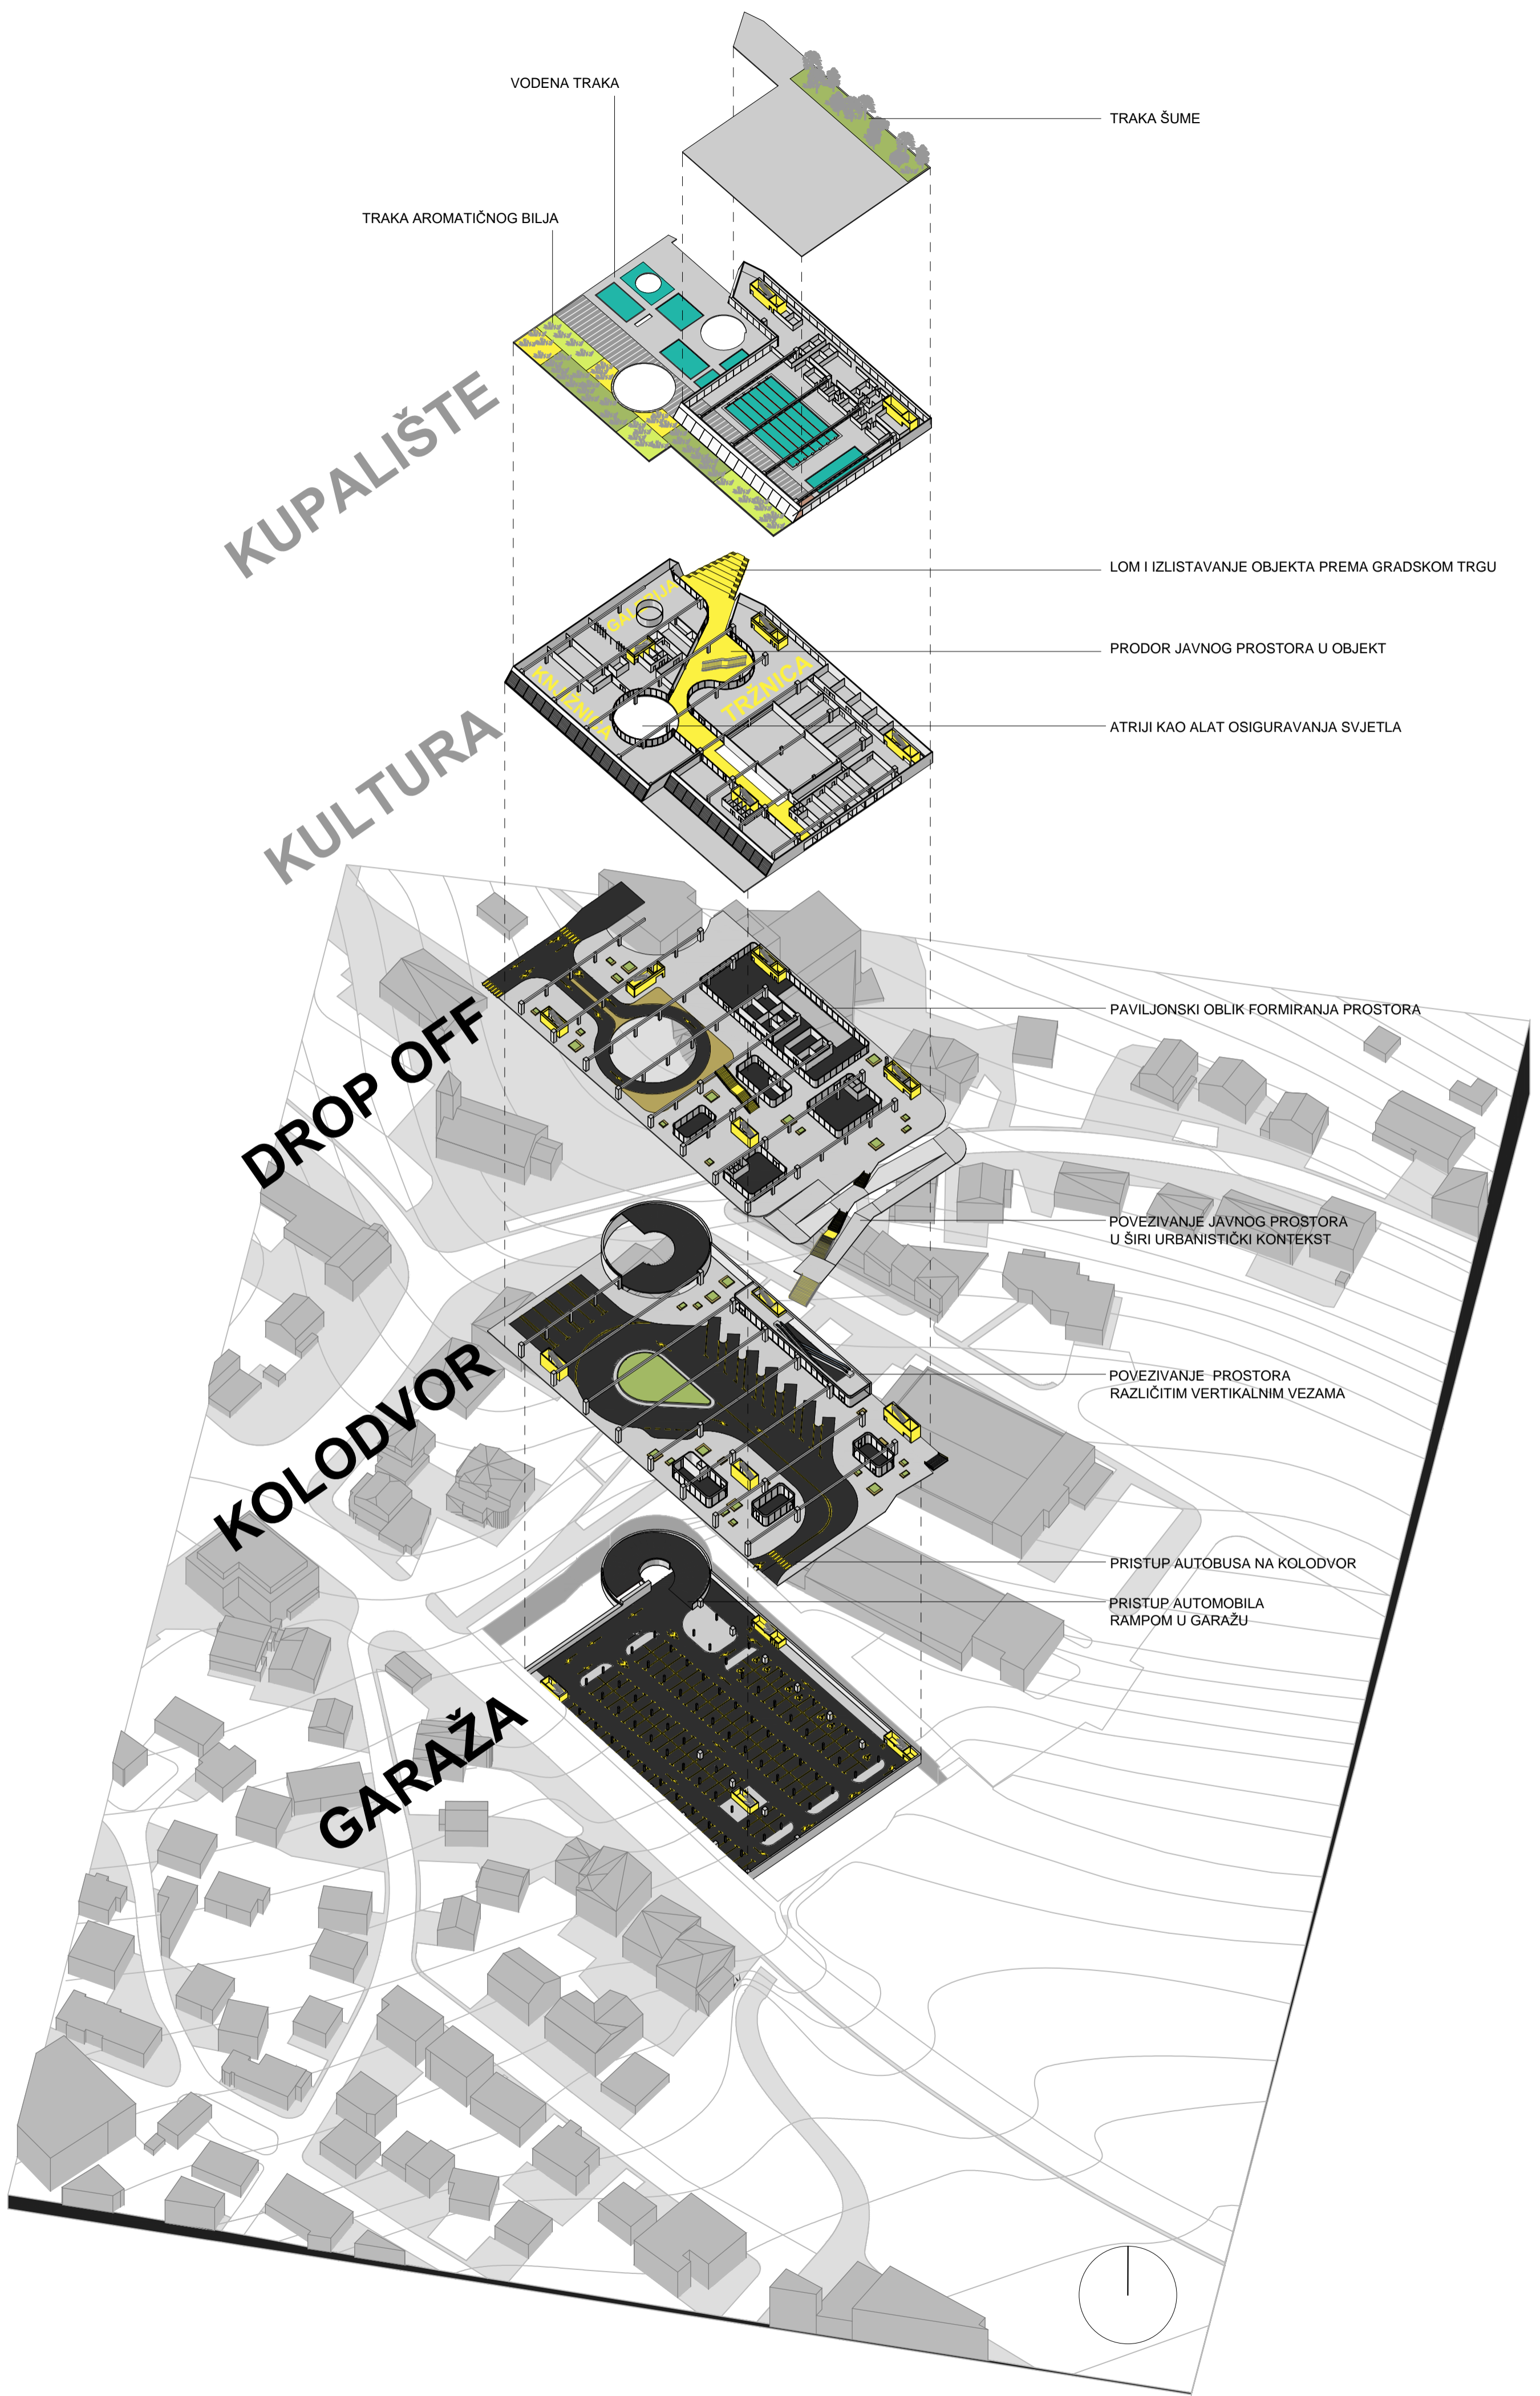 VODENA TRAKA
TRAKA ŠUME
TRAKA AROMATIČNOG BILJA
KUPALIŠTE
LOM I IZLISTAVANJE OBJEKTA PREMA GRADSKOM TRGU
GALERIJA
PRODOR JAVNOG PROSTORA U OBJEKT
KNJIŽNICA
TRŽNICA
ATRIJI KAO ALAT OSIGURAVANJA SVJETLA
KULTURA
PAVILJONSKI OBLIK FORMIRANJA PROSTORA
DROP OFF
POVEZIVANJE JAVNOG PROSTORA
U ŠIRI URBANISTIČKI KONTEKST
POVEZIVANJE PROSTORA
RAZLIČITIM VERTIKALNIM VEZAMA
KOLODVOR
PRISTUP AUTOBUSA NA KOLODVOR
PRISTUP AUTOMOBILA
RAMPOM U GARAŽU
GARAŽA